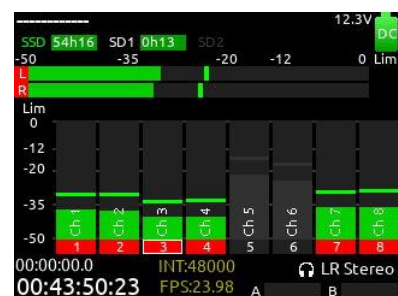 ------------- 12.3V
SSD 54h16 SD1 0h13 SD2 DC
-50 -35 -20 -12 0 Lim
L
R
Lim
0
-12
-20
-35
-50
Ch 1 Ch 2 Ch 3 Ch 4 Ch 5 Ch 6 Ch 7 Ch 8
1 2 3 4 5 6 7 8
00:00:00.0 INT:48000 LR Stereo
00:43:50:23 FPS:23.98 A B